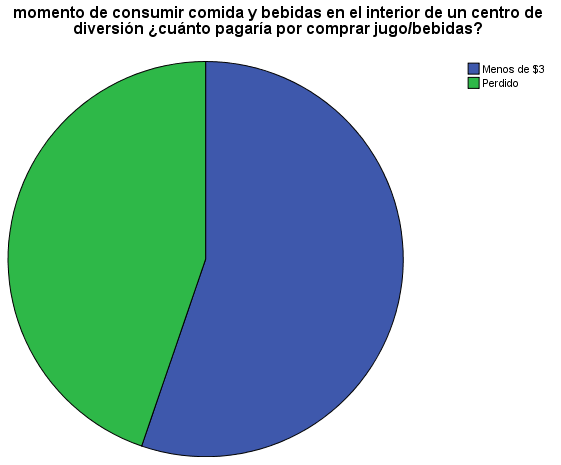 momento de consumir comida y bebidas en el interior de un centro de
diversión ¿cuánto pagaría por comprar jugo/bebidas?
Menos de $3
Perdido